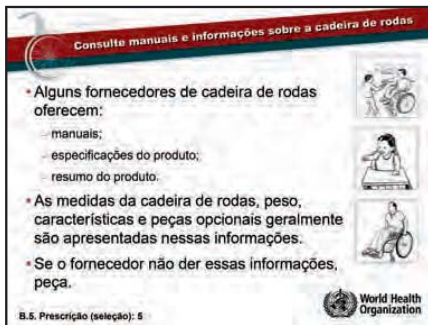 Consulte manuais e informações sobre a cadeira de rodas
• Alguns fornecedores de cadeira de rodas
oferecem:
– manuais;
– especificações do produto;
– resumo do produto.
• As medidas da cadeira de rodas, peso,
características e peças opcionais geralmente
são apresentadas nessas informações.
• Se o fornecedor não der essas informações,
peça.
B.5. Prescrição (seleção): 5
World Health
Organization